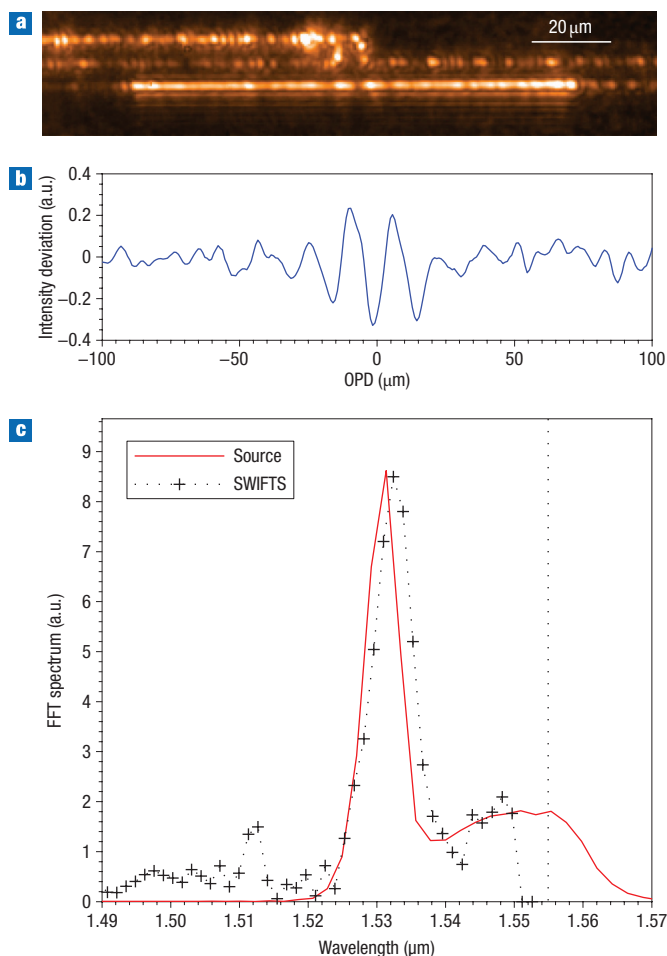 a
20 µm
b
Intensity deviation (a.u.)
0.4
0.2
0
−0.2
−0.4
−100
−50
0
50
100
OPD (µm)
c
Source
SWIFTS
FFT spectrum (a.u.)
9
8
7
6
5
4
3
2
1
0
1.49
1.50
1.51
1.52
1.53
1.54
1.55
1.56
1.57
Wavelength (µm)